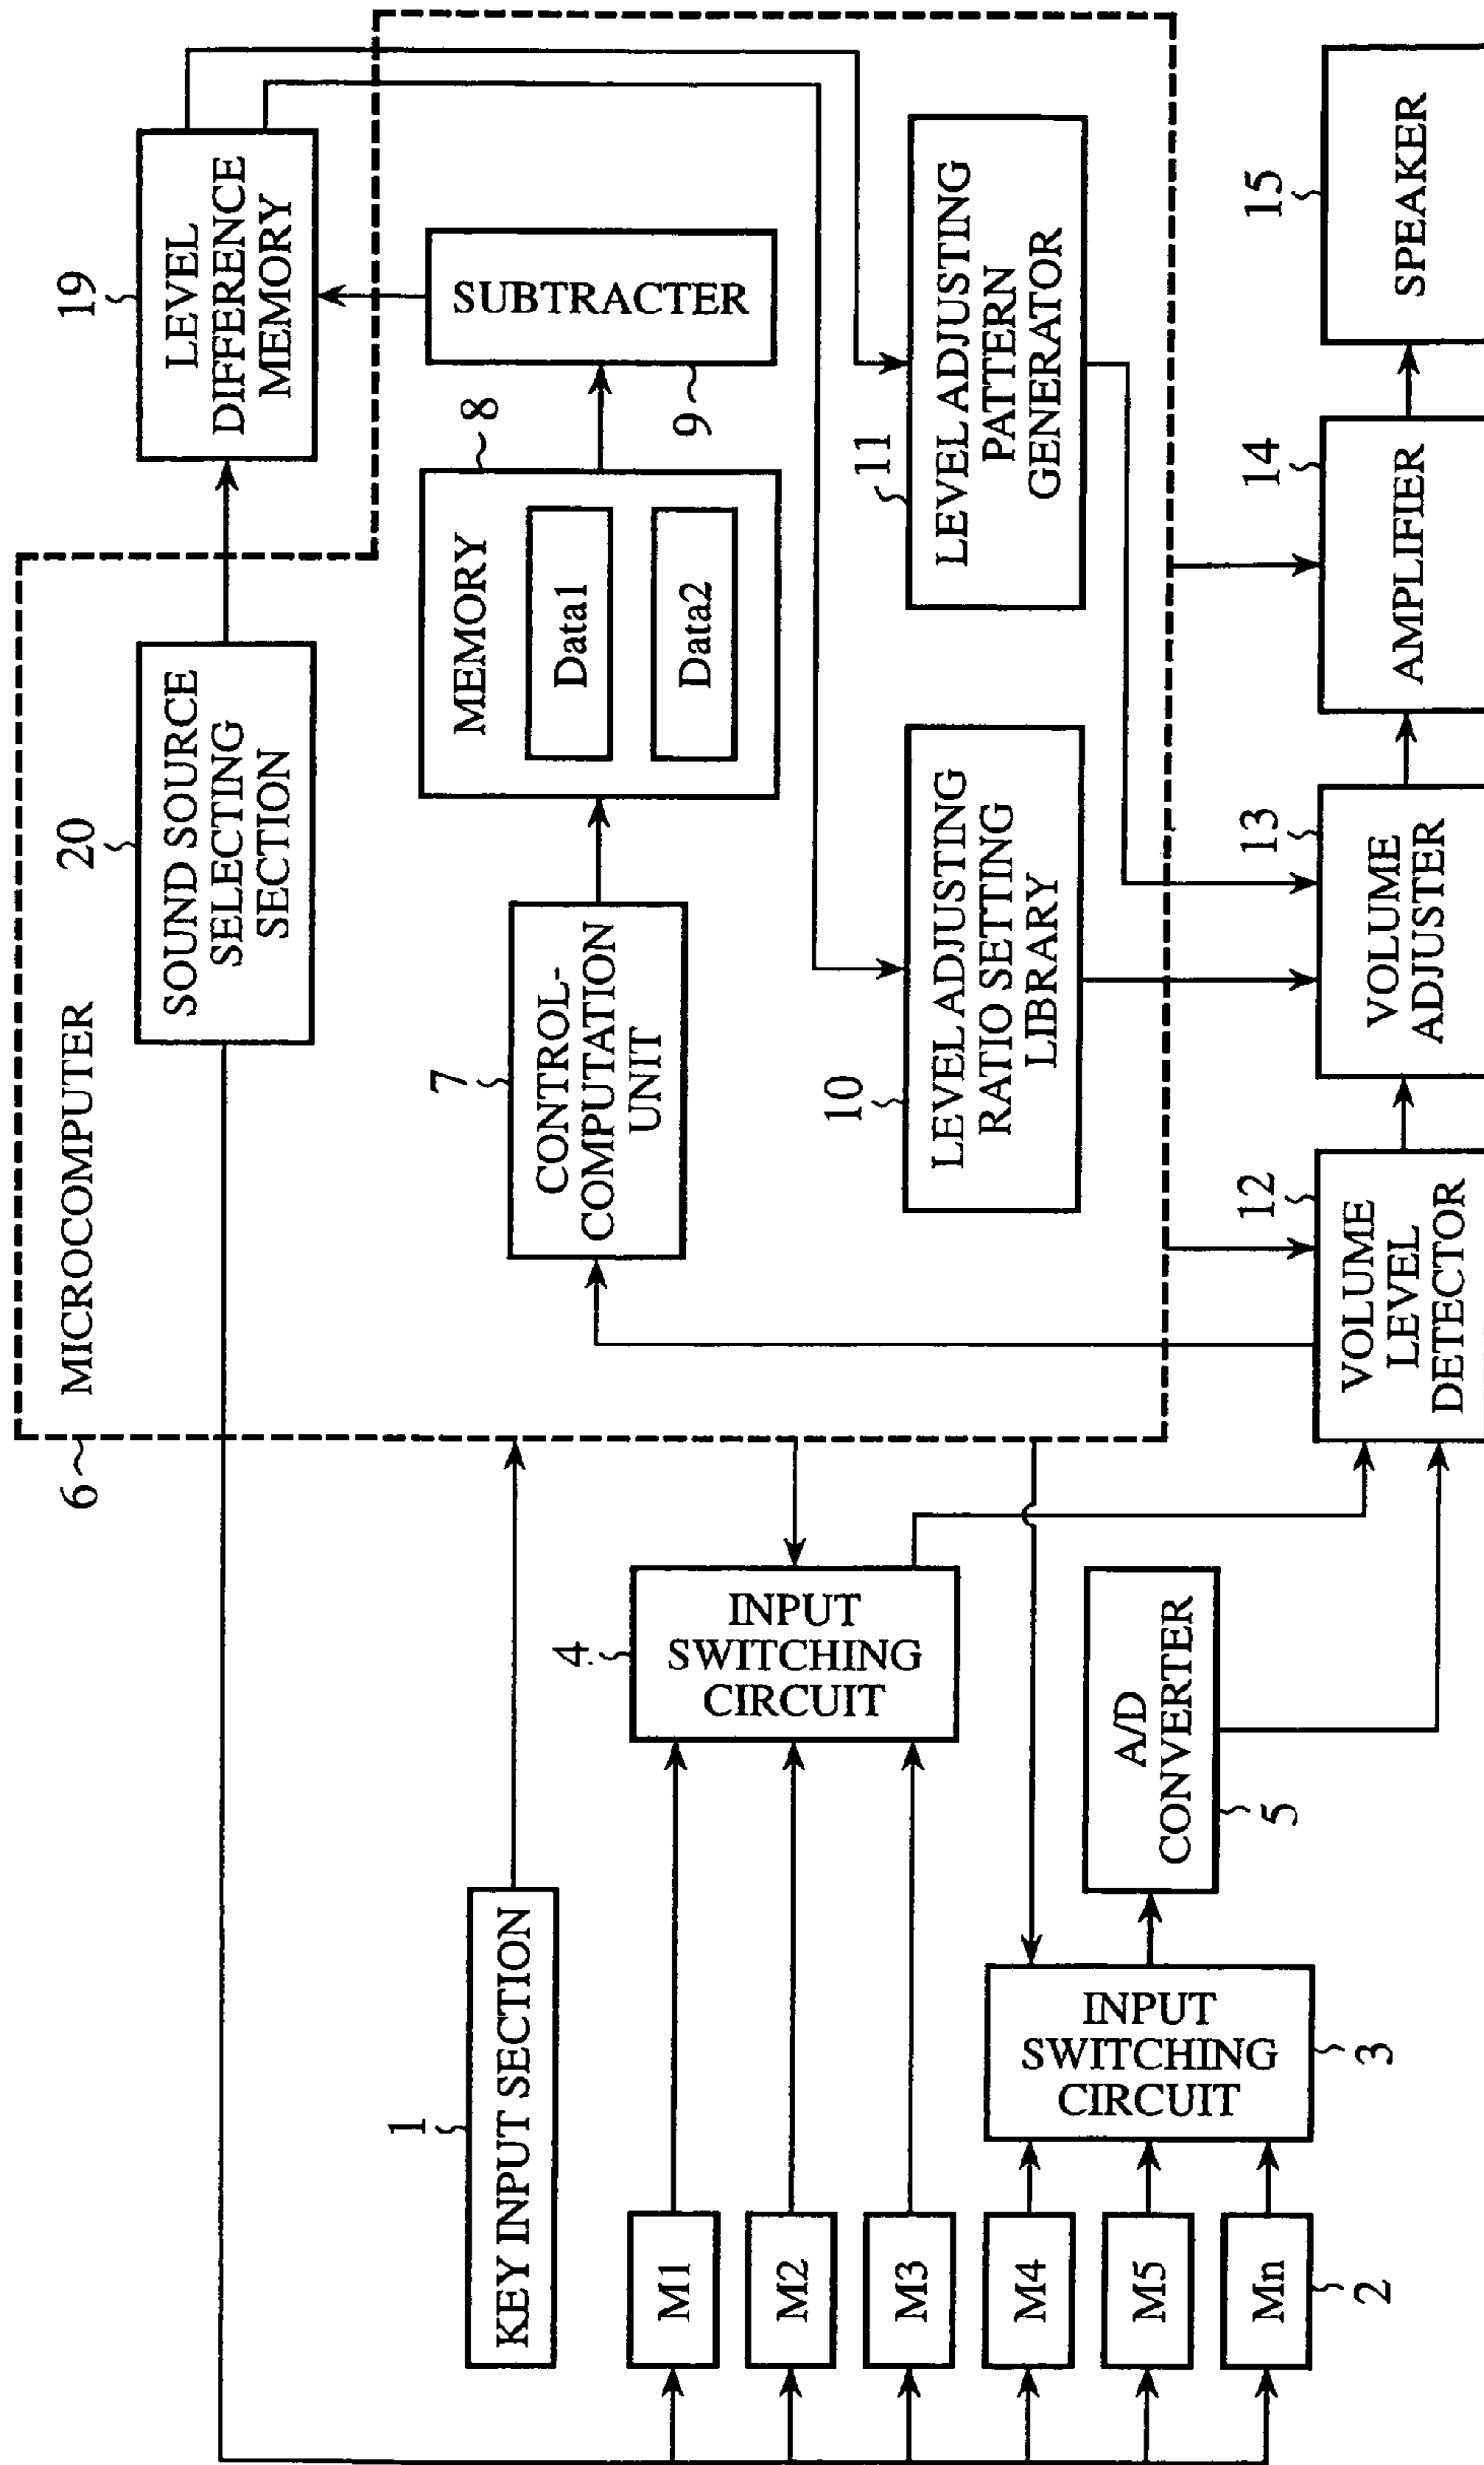 6
MICROCOMPUTER
20
SOUND SOURCE
SELECTING
SECTION
19
LEVEL
DIFFERENCE
MEMORY
7
CONTROL-
COMPUTATION
UNIT
8
MEMORY
Data1
Data2
SUBTRACTER
9
1
KEY INPUT SECTION
4
INPUT
SWITCHING
CIRCUIT
10
LEVEL ADJUSTING
RATIO SETTING
LIBRARY
11
LEVEL ADJUSTING
PATTERN
GENERATOR
M1
M2
M3
M4
M5
Mn
2
INPUT
SWITCHING
CIRCUIT
3
A/D
CONVERTER
5
12
VOLUME
LEVEL
DETECTOR
13
VOLUME
ADJUSTER
14
AMPLIFIER
15
SPEAKER